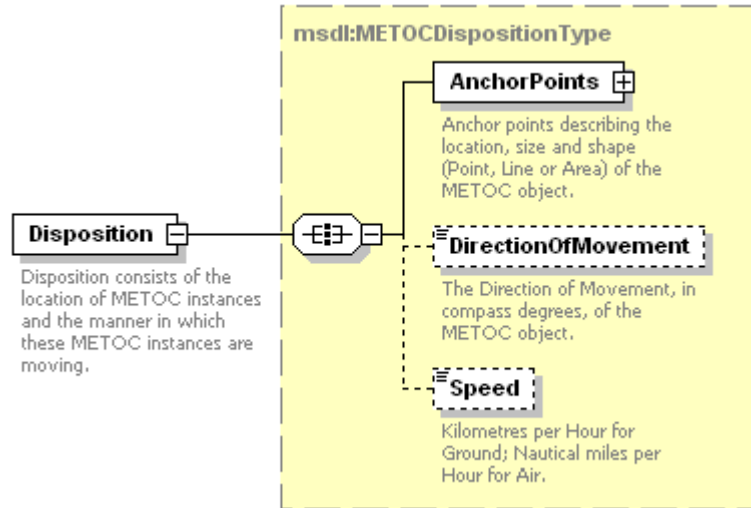 msdl:METOCDispositionType
AnchorPoints
Anchor points describing the
location, size and shape
(Point, Line or Area) of the
METOC object.
Disposition
Disposition consists of the
location of METOC instances
and the manner in which
these METOC instances are
moving.
DirectionOfMovement
The Direction of Movement, in
compass degrees, of the
METOC object.
Speed
Kilometres per Hour for
Ground; Nautical miles per
Hour for Air.